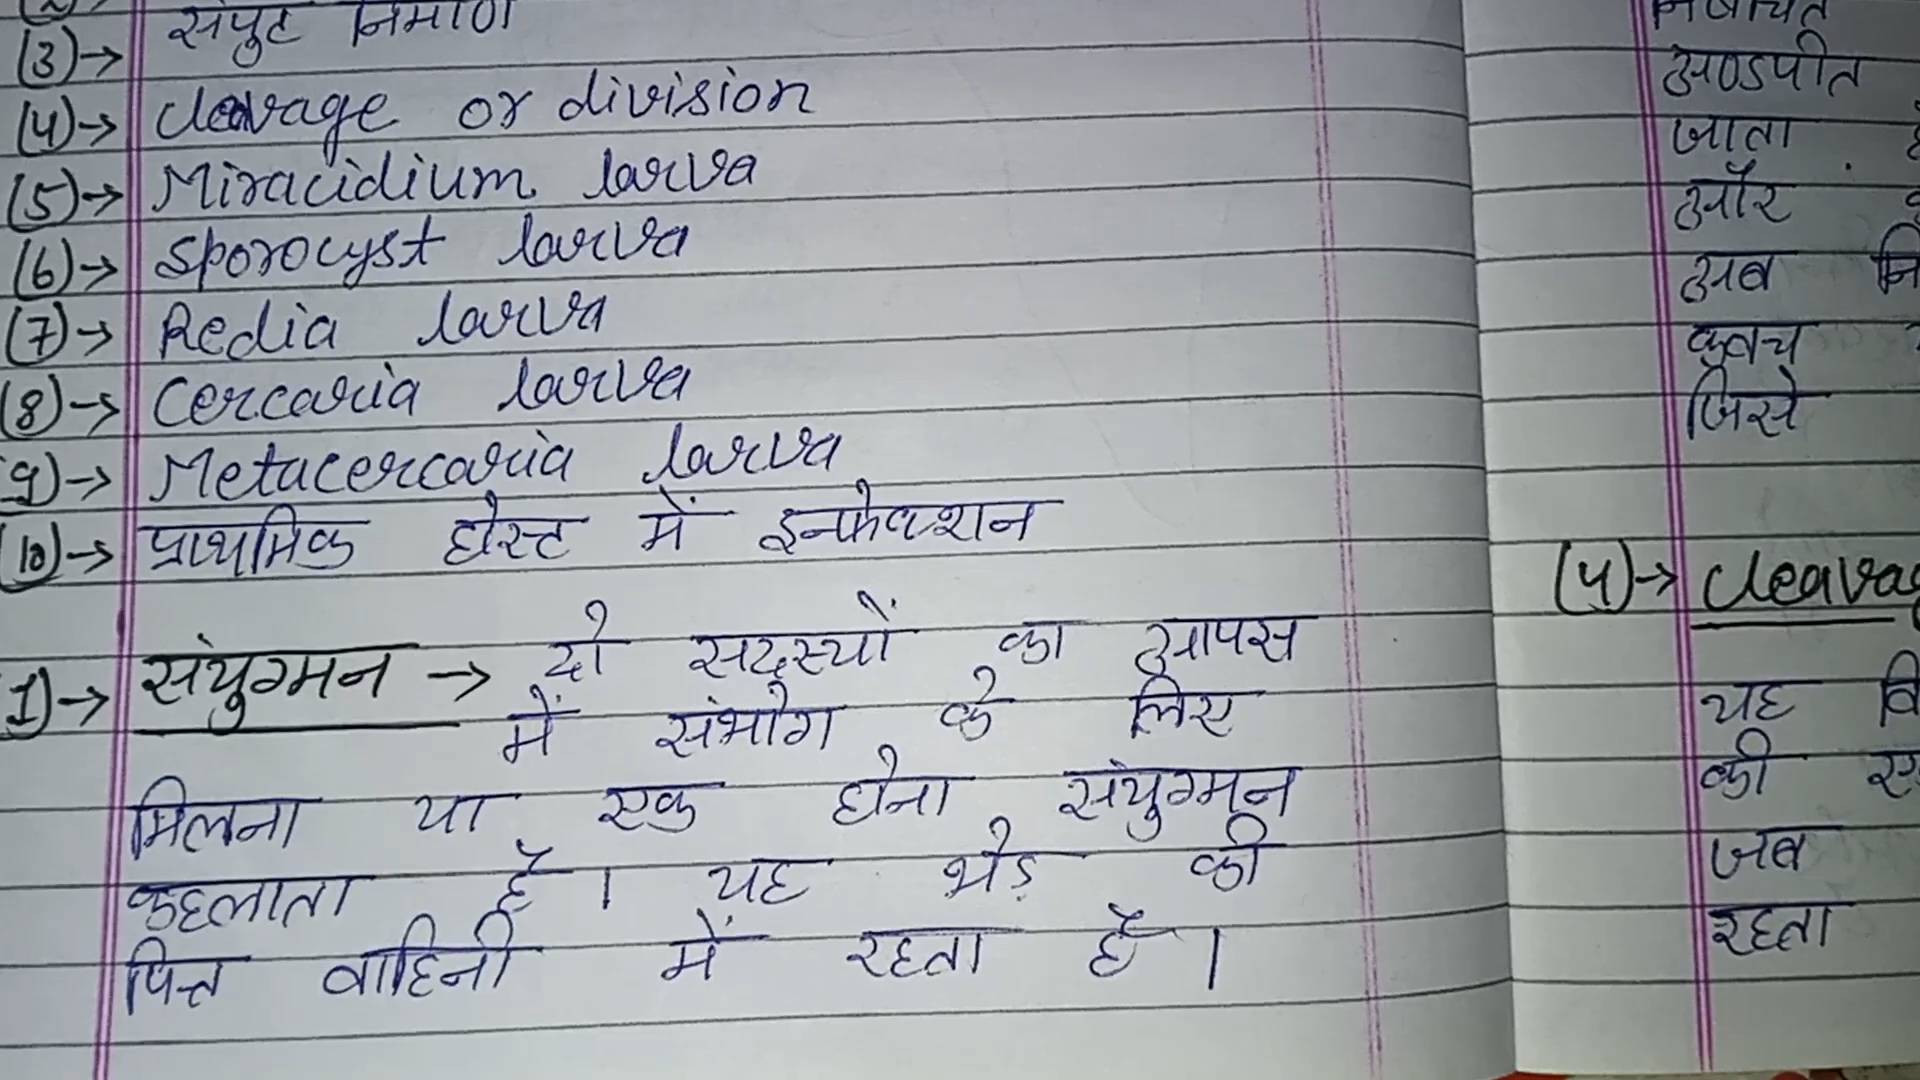 (3)→ संपुट निर्माण
(4)→ cleavage or division
(5)→ Miracidium larva
(6)→ sporocyst larva
(7)→ Redia larva
(8)→ Cercaria larva
(9)→ Metacercaria larva
(10)→ प्राथमिक होस्ट में इन्फेक्शन
1)→ संयुग्मन → दो सदस्यों का आपस
में संभोग के लिए
मिलना या एक होना संयुग्मन
कहलाता है। यह भेड़ की
पित्त वाहिनी में रहता है।
अण्डपीत
जाता
और
अब नि
कवच
जिसे
(4)→ cleavag
यह वि
की
जब
रहता